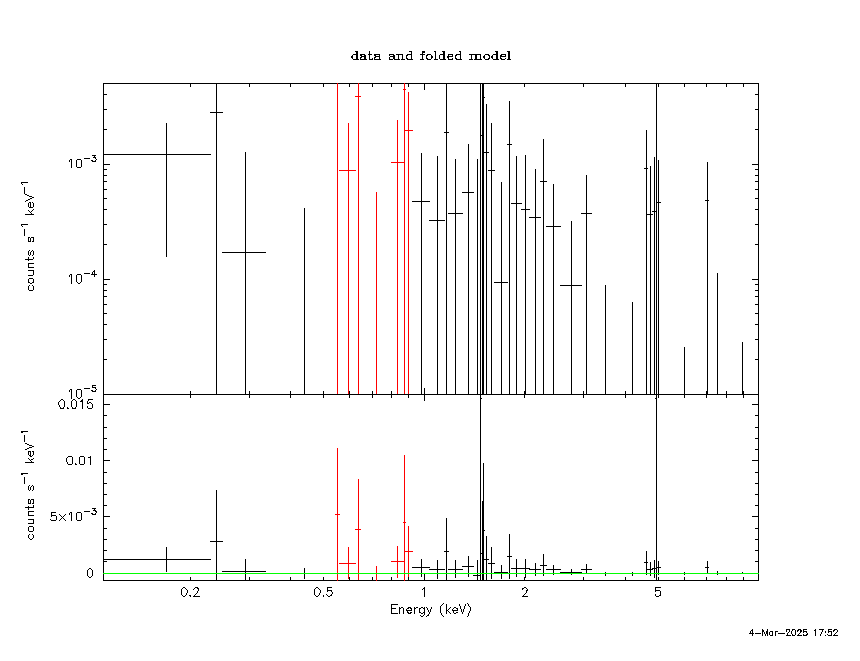 data and folded model
counts s⁻¹ keV⁻¹
10⁻³
10⁻⁴
10⁻⁵
counts s⁻¹ keV⁻¹
0.015
0.01
5×10⁻³
0
0.2 0.5 1 2 5
Energy (keV)
4-Mar-2025 17:52